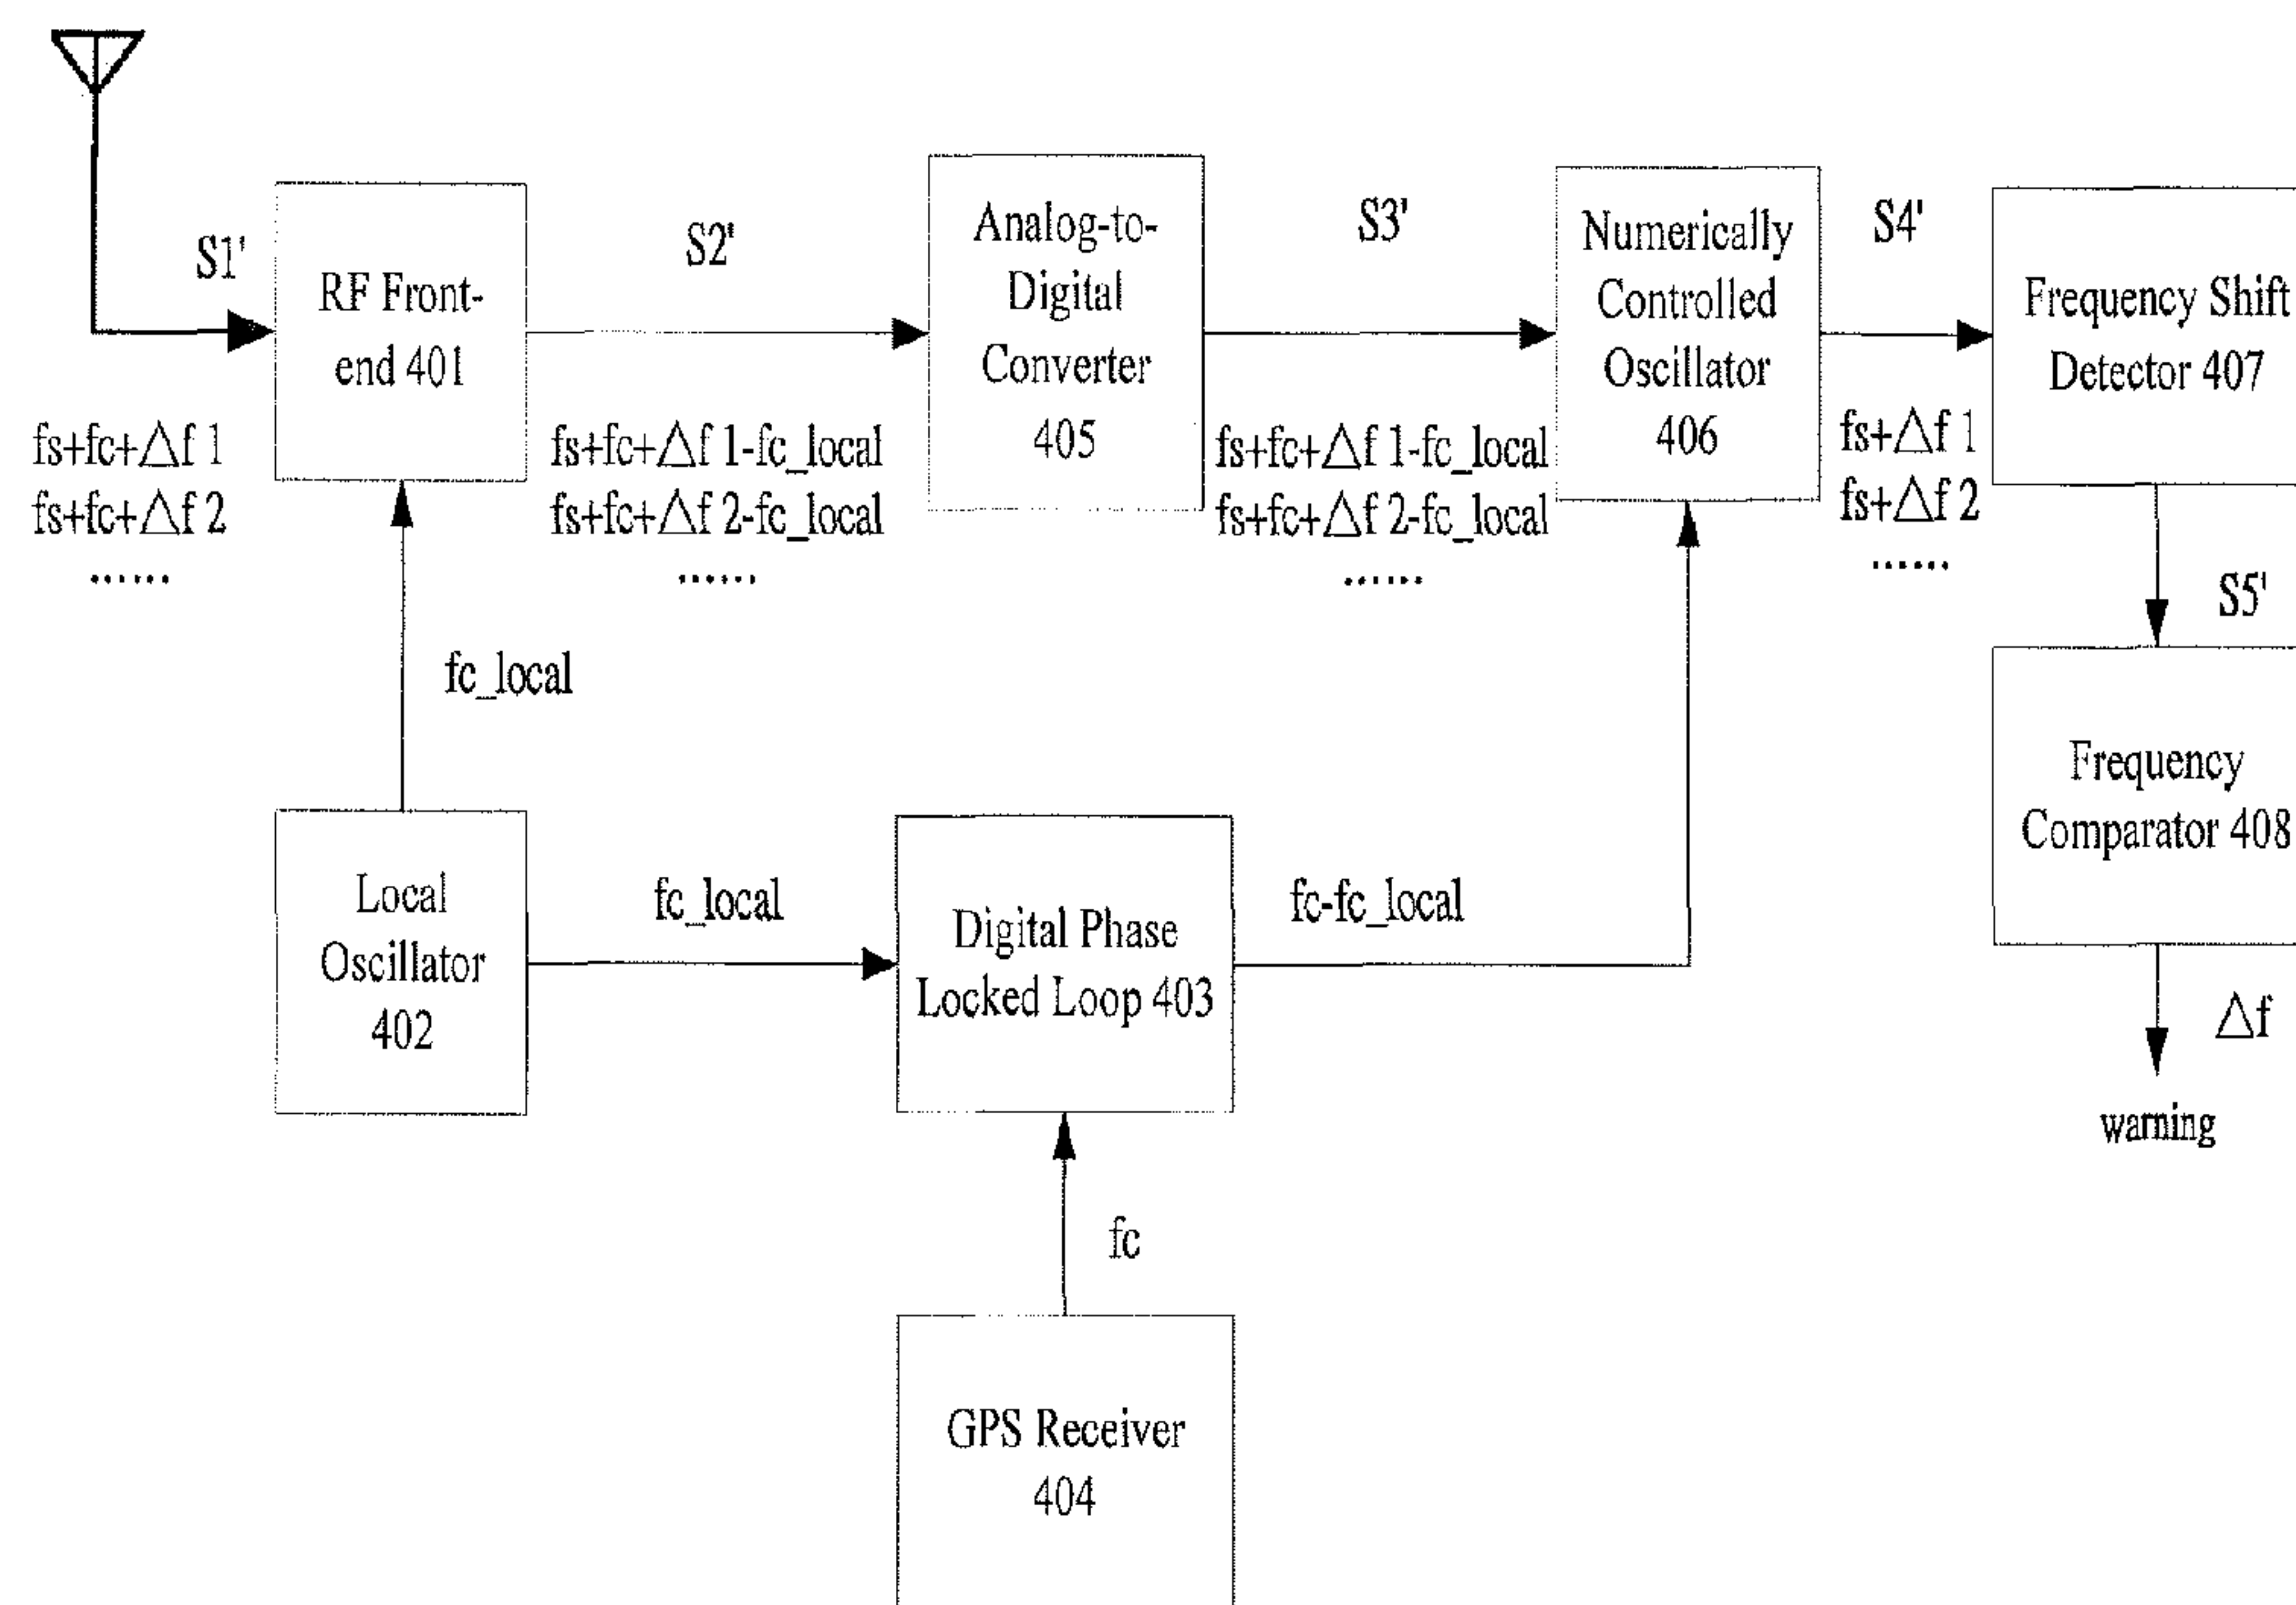 S1'
RF Front-
end 401
S2'
Analog-to-
Digital
Converter
405
S3'
Numerically
Controlled
Oscillator
406
S4'
Frequency Shift
Detector 407
fs+fc+△f 1
fs+fc+△f 2
......
fs+fc+△f 1-fc_local
fs+fc+△f 2-fc_local
......
fs+fc+△f 1-fc_local
fs+fc+△f 2-fc_local
......
fs+△f 1
fs+△f 2
......
S5'
fc_local
Frequency
Comparator 408
Local
Oscillator
402
fc_local
Digital Phase
Locked Loop 403
fc-fc_local
△f
warning
fc
GPS Receiver
404